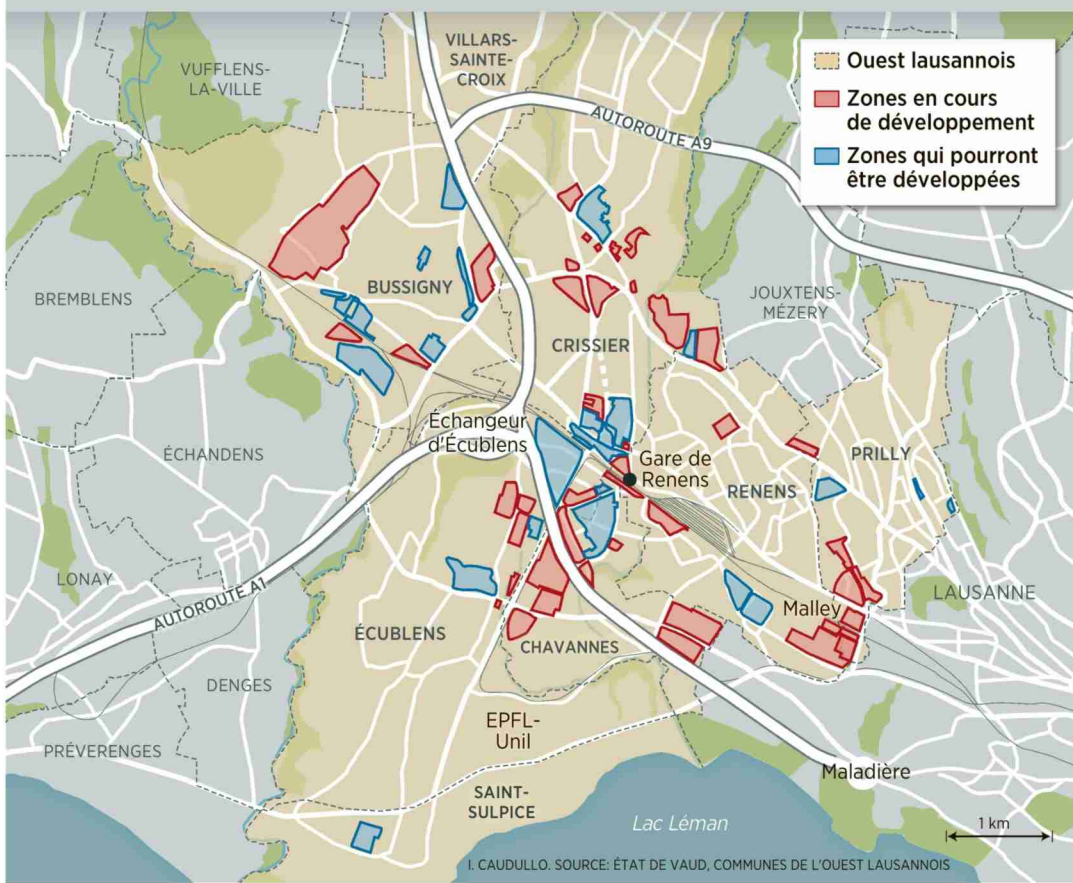 VILLARS-
SAINTE-
CROIX
VUFFLENS-
LA-VILLE
Ouest lausannois
Zones en cours
de développement
Zones qui pourront
être développées
AUTOROUTE A9
BREMBLENS
BUSSIGNY
JOUXTENS-
MÉZERY
CRISSIER
Échangeur
d'Écublens
ÉCHANDENS
Gare de
Renens
PRILLY
RENENS
LONAY
AUTOROUTE A1
LAUSANNE
Malley
ÉCUBLENS
CHAVANNES
DENGES
EPFL-
Unil
PRÉVERENGES
Maladière
SAINT-
SULPICE
Lac Léman
1 km
I. CAUDULLO. SOURCE: ÉTAT DE VAUD, COMMUNES DE L'OUEST LAUSANNOIS